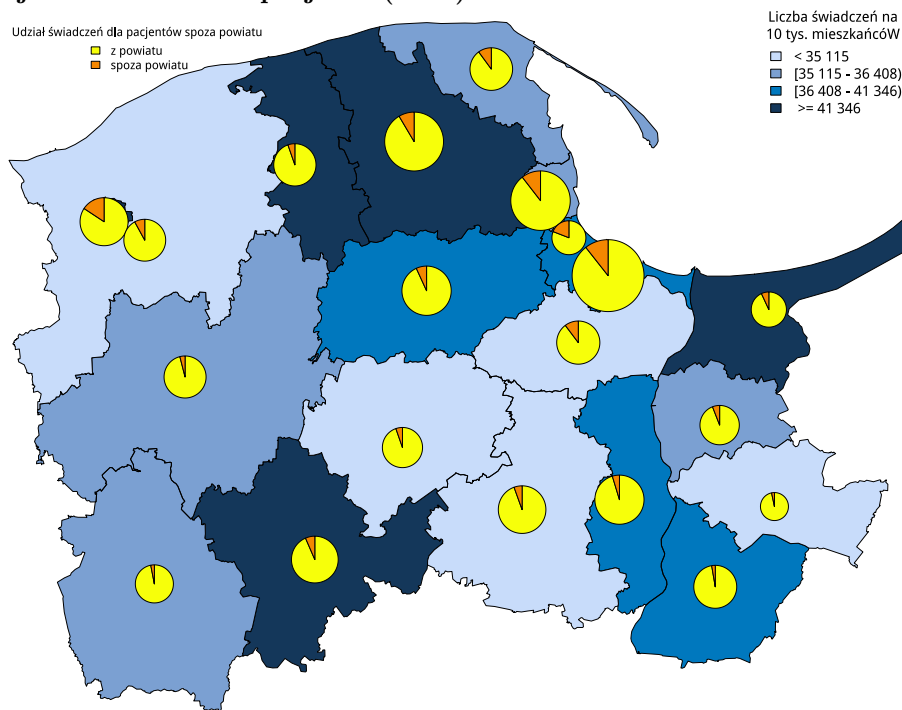 Udział świadczeń dla pacjentów spoza powiatu
z powiatu
spoza powiatu
Liczba świadczeń na
10 tys. mieszkańcóW
< 35 115
[35 115 - 36 408)
[36 408 - 41 346)
>= 41 346